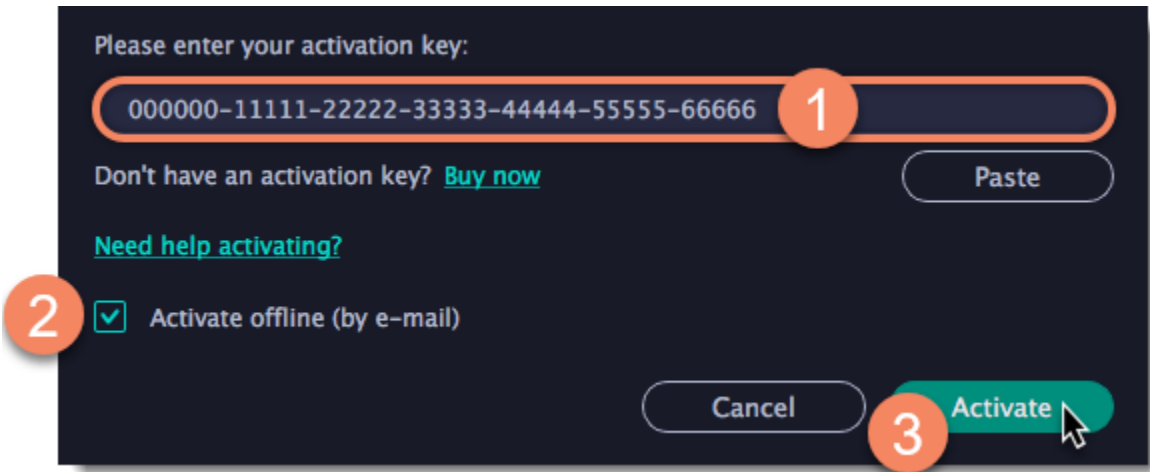 Please enter your activation key:
000000-11111-22222-33333-44444-55555-66666
1
Don't have an activation key? Buy now
Paste
Need help activating?
2
Activate offline (by e-mail)
Cancel
3
Activate